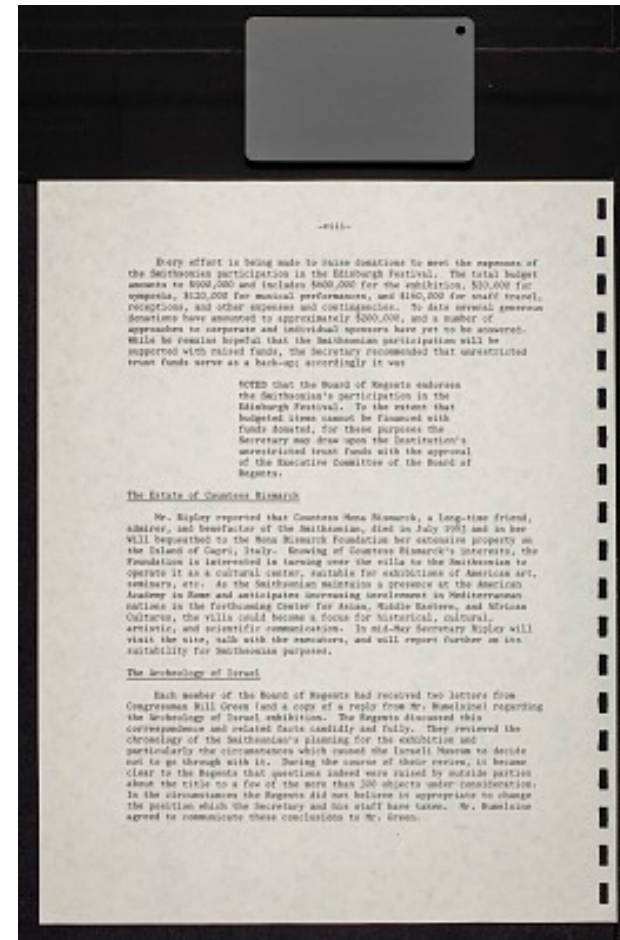 -viii-
Every effort is being made to raise donations to meet the expenses of
the Smithsonian participation in the Edinburgh Festival. The total budget
amounts to $900,000 and includes $600,000 for the exhibition, $20,000 for
symposia, $120,000 for musical performances, and $160,000 for staff travel,
receptions, and other expenses and contingencies. To date several generous
donations have amounted to approximately $200,000, and a number of
approaches to corporate and individual sponsors have yet to be answered.
While he remains hopeful that the Smithsonian participation will be
supported with raised funds, the Secretary recommended that unrestricted
trust funds serve as a back-up; accordingly it was
VOTED that the Board of Regents endorses
the Smithsonian's participation in the
Edinburgh Festival. To the extent that
budgeted items cannot be financed with
funds donated, for these purposes the
Secretary may draw upon the Institution's
unrestricted trust funds with the approval
of the Executive Committee of the Board of
Regents.
The Estate of Countess Bismarck
Mr. Ripley reported that Countess Mona Bismarck, a long-time friend,
admirer, and benefactor of the Smithsonian, died in July 1983 and in her
Will bequeathed to the Mona Bismarck Foundation her extensive property on
the Island of Capri, Italy. Knowing of Countess Bismarck's interests, the
Foundation is interested in turning over the villa to the Smithsonian to
operate it as a cultural center, suitable for exhibitions of American art,
seminars, etc. As the Smithsonian maintains a presence at the American
Academy in Rome and anticipates increasing involvement in Mediterranean
nations in the forthcoming Center for Asian, Middle Eastern, and African
Cultures, the villa could become a focus for historical, cultural,
artistic, and scientific communication. In mid-May Secretary Ripley will
visit the site, talk with the executors, and will report further on its
suitability for Smithsonian purposes.
The Archeology of Israel
Each member of the Board of Regents had received two letters from
Congressman Bill Green (and a copy of a reply from Mr. Humelsine) regarding
the Archeology of Israel exhibition. The Regents discussed this
correspondence and related facts candidly and fully. They reviewed the
chronology of the Smithsonian's planning for the exhibition and
particularly the circumstances which caused the Israeli Museum to decide
not to go through with it. During the course of their review, it became
clear to the Regents that questions indeed were raised by outside parties
about the title to a few of the more than 300 objects under consideration.
In the circumstances the Regents did not believe it appropriate to change
the position which the Secretary and his staff have taken. Mr. Humelsine
agreed to communicate these conclusions to Mr. Green.